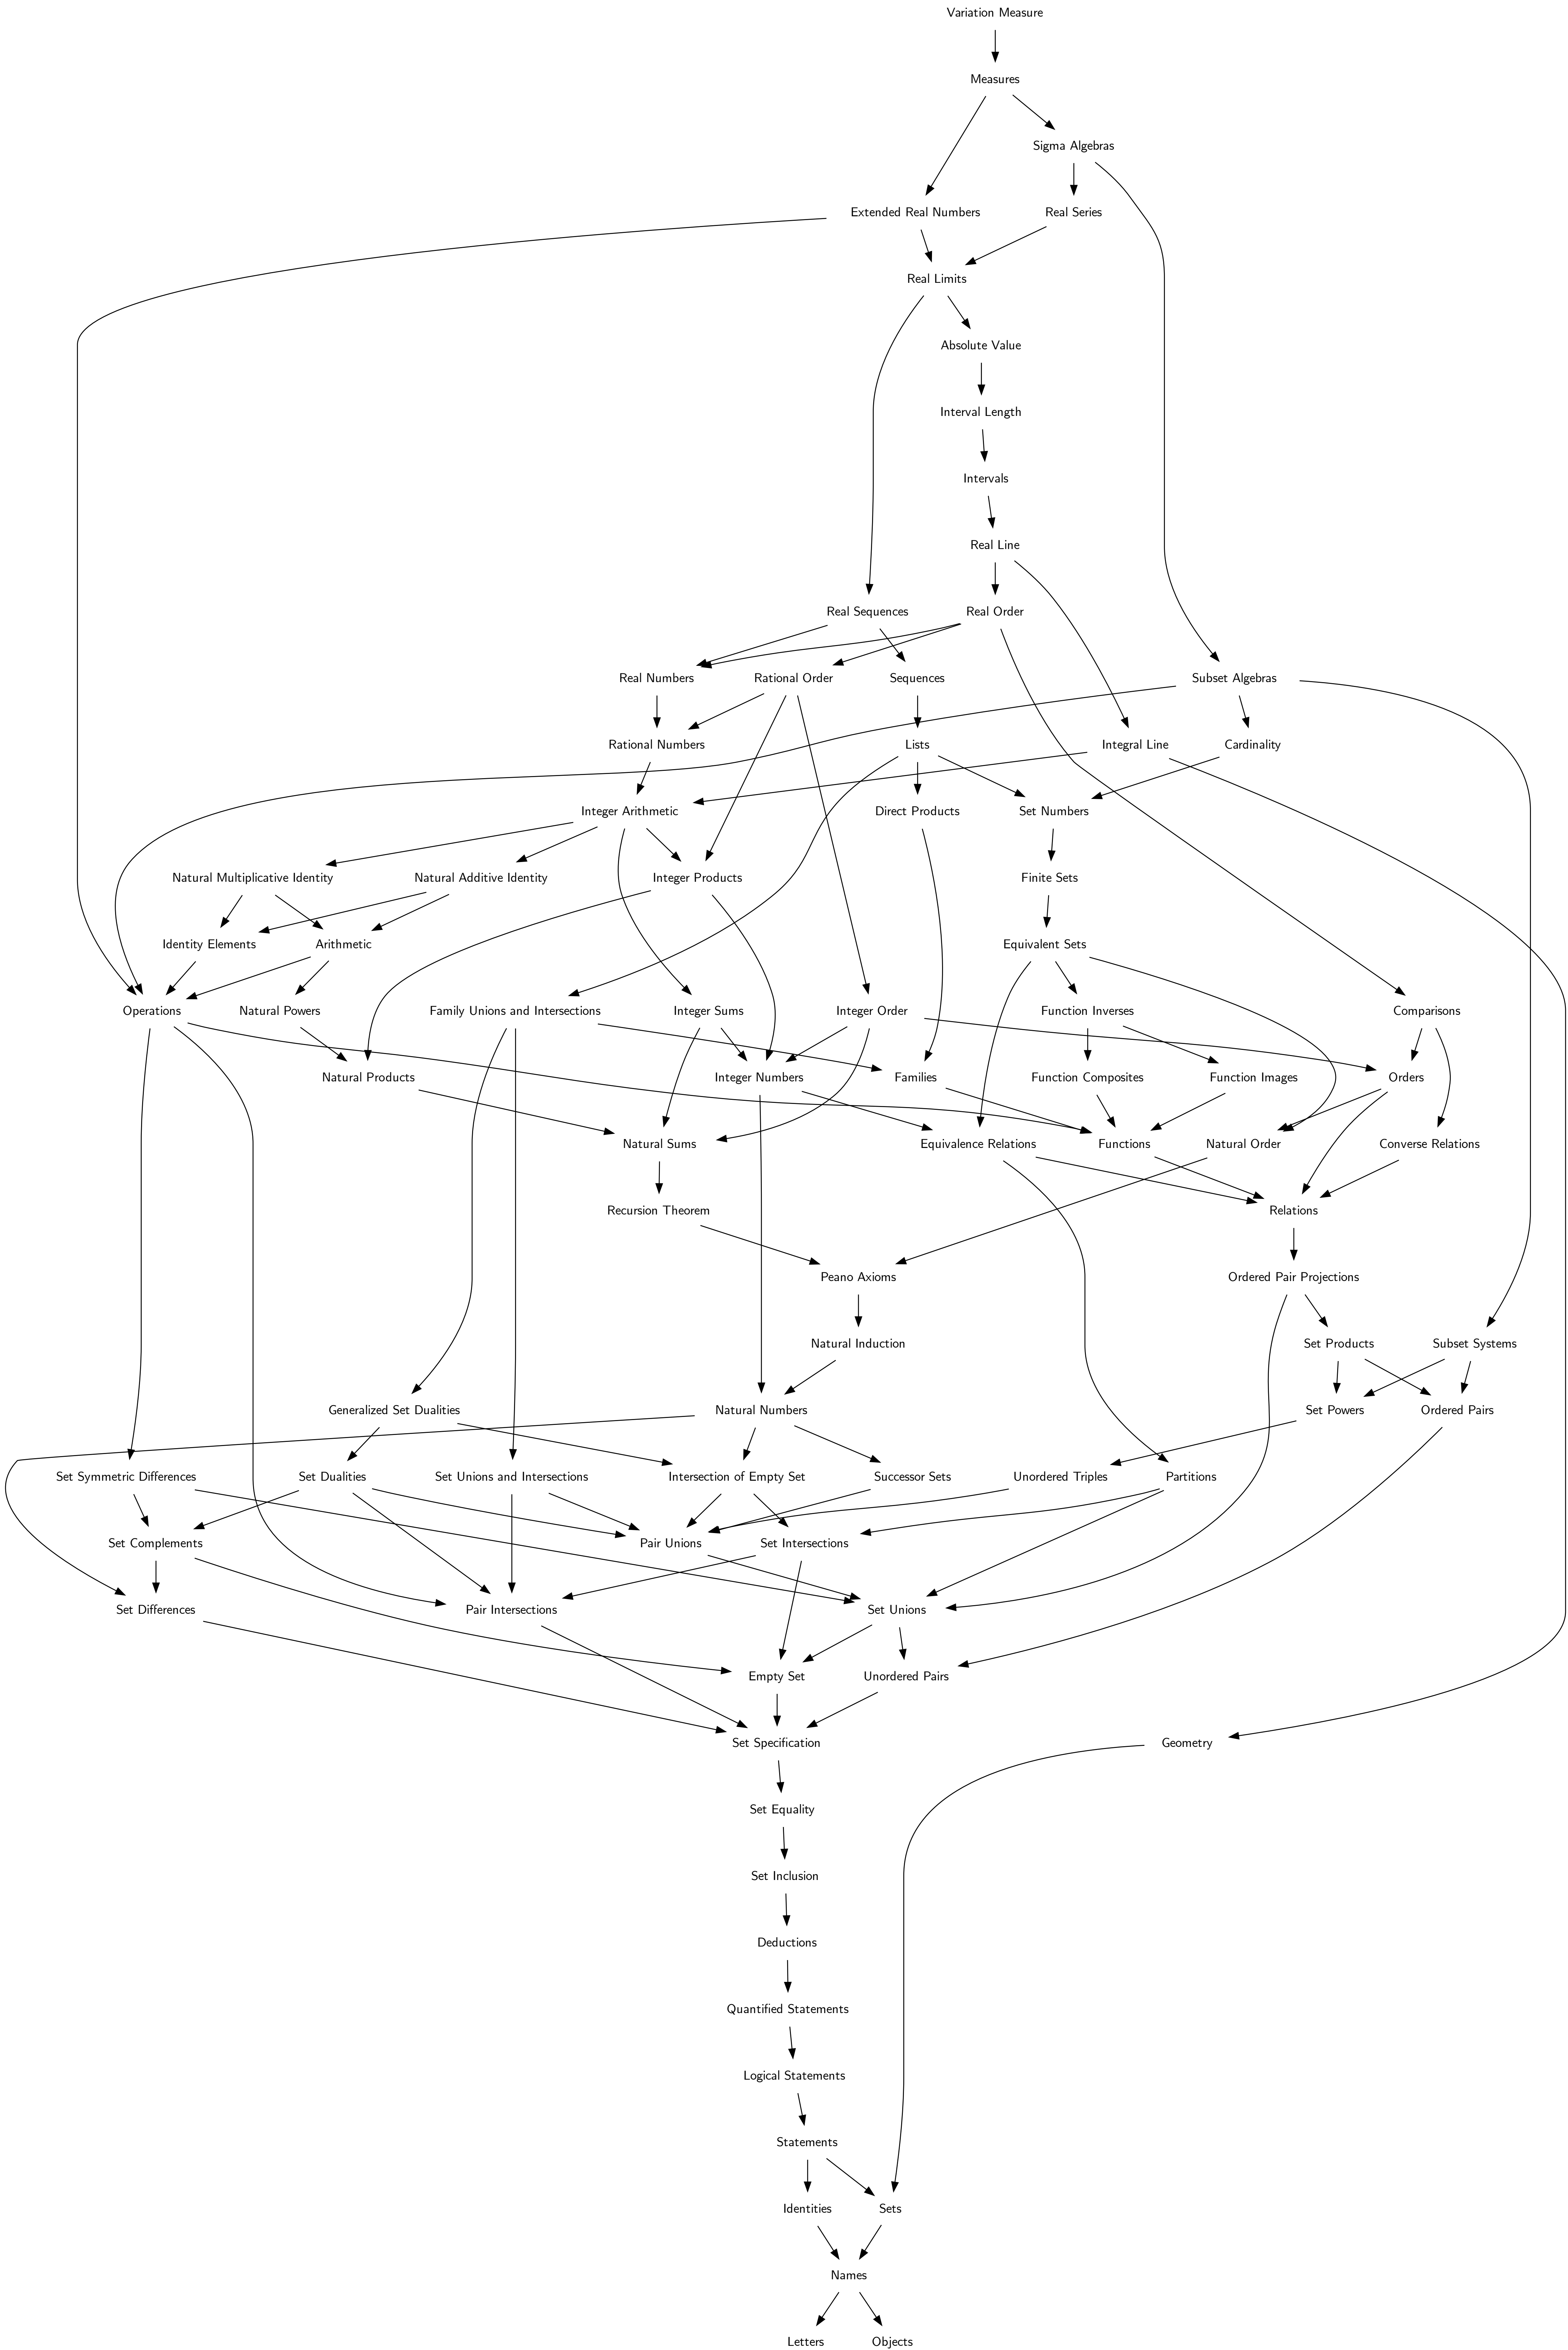 Variation Measure
Measures
Sigma Algebras
Extended Real Numbers
Real Series
Real Limits
Absolute Value
Interval Length
Intervals
Real Line
Real Sequences
Real Order
Real Numbers
Rational Order
Sequences
Subset Algebras
Rational Numbers
Lists
Integral Line
Cardinality
Integer Arithmetic
Direct Products
Set Numbers
Natural Multiplicative Identity
Natural Additive Identity
Integer Products
Finite Sets
Identity Elements
Arithmetic
Equivalent Sets
Operations
Natural Powers
Family Unions and Intersections
Integer Sums
Integer Order
Function Inverses
Comparisons
Natural Products
Integer Numbers
Families
Function Composites
Function Images
Orders
Natural Sums
Equivalence Relations
Functions
Natural Order
Converse Relations
Recursion Theorem
Relations
Peano Axioms
Ordered Pair Projections
Natural Induction
Set Products
Subset Systems
Generalized Set Dualities
Natural Numbers
Set Powers
Ordered Pairs
Set Symmetric Differences
Set Dualities
Set Unions and Intersections
Intersection of Empty Set
Successor Sets
Unordered Triples
Partitions
Set Complements
Pair Unions
Set Intersections
Set Differences
Pair Intersections
Set Unions
Empty Set
Unordered Pairs
Set Specification
Geometry
Set Equality
Set Inclusion
Deductions
Quantified Statements
Logical Statements
Statements
Identities
Sets
Names
Letters
Objects